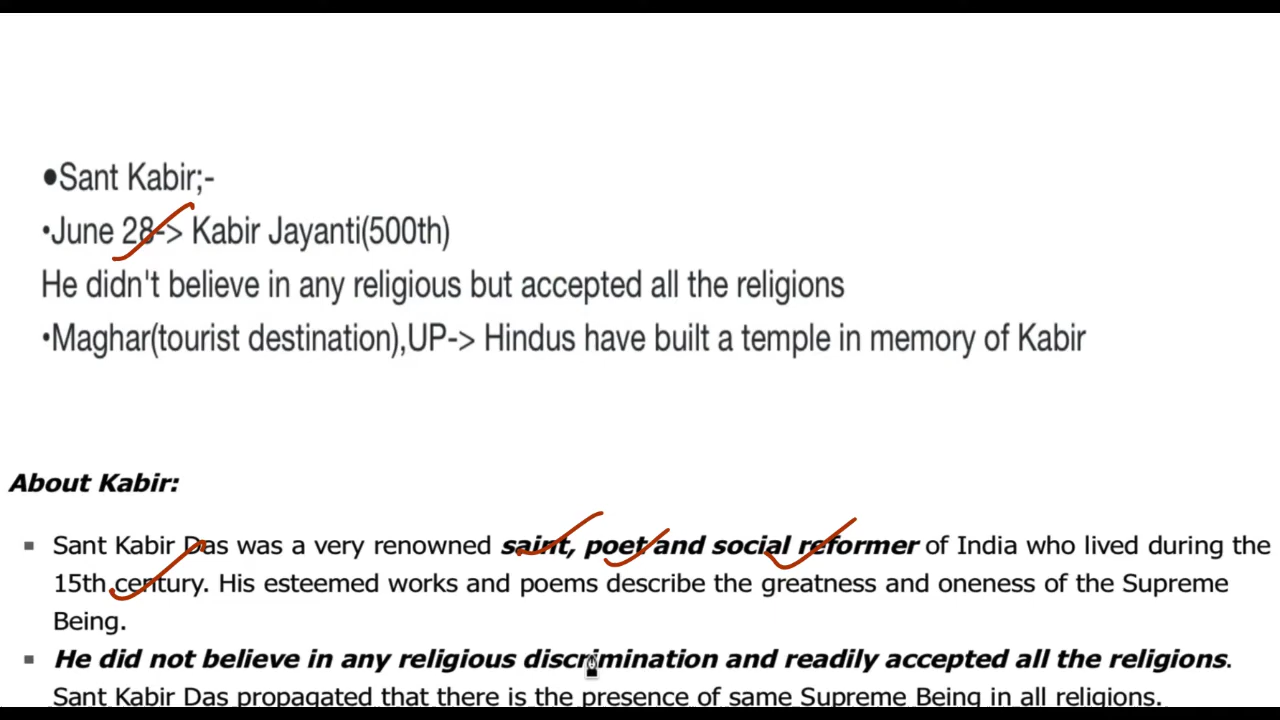 ●Sant Kabir;-
•June 28-> Kabir Jayanti(500th)
He didn't believe in any religious but accepted all the religions
•Maghar(tourist destination),UP-> Hindus have built a temple in memory of Kabir
About Kabir:
▪ Sant Kabir Das was a very renowned saint, poet and social reformer of India who lived during the
15th century. His esteemed works and poems describe the greatness and oneness of the Supreme
Being.
▪ He did not believe in any religious discrimination and readily accepted all the religions.
Sant Kabir Das propagated that there is the presence of same Supreme Being in all religions.